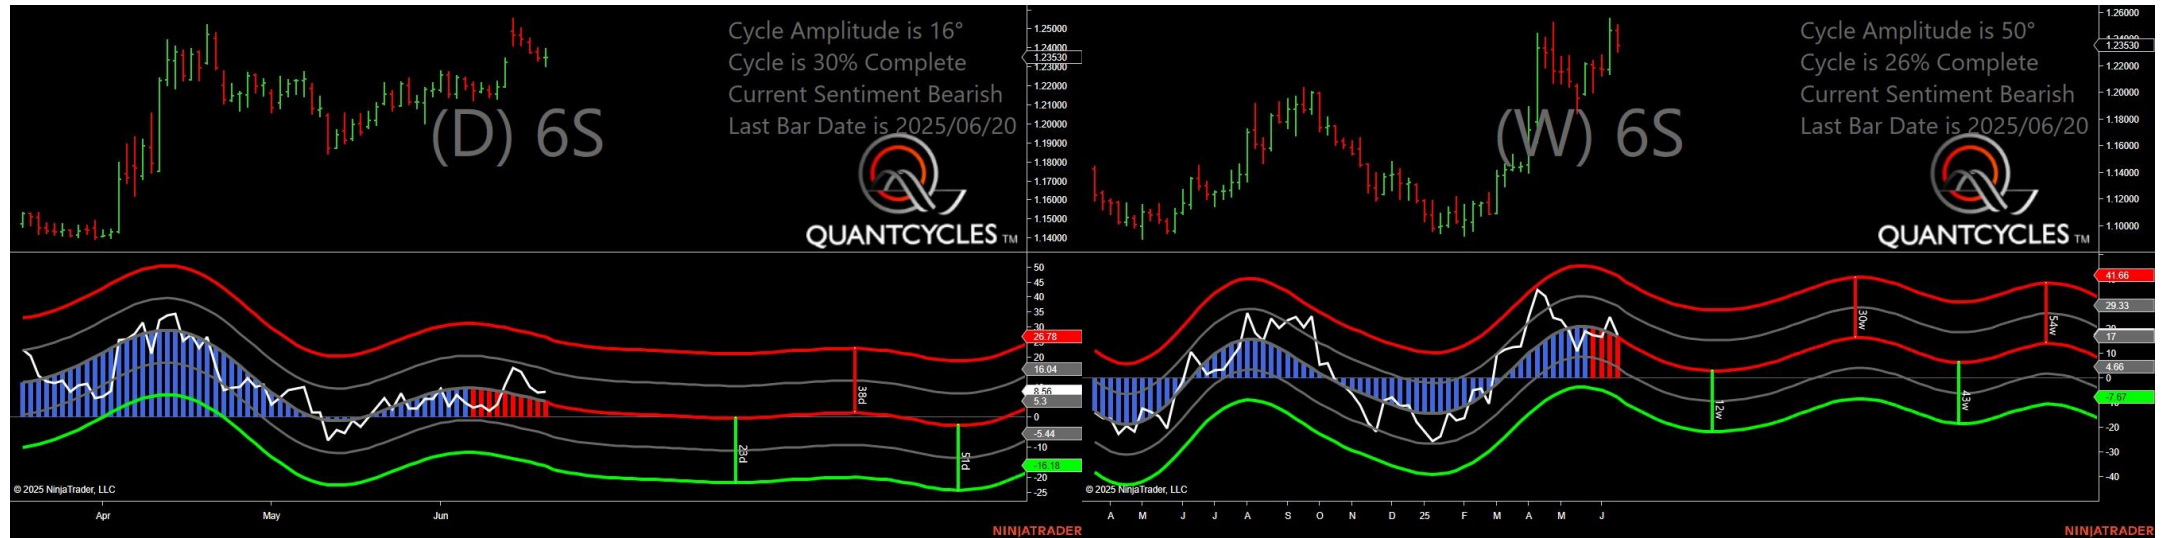 Cycle Amplitude is 16°
Cycle is 30% Complete
Current Sentiment Bearish
Last Bar Date is 2025/06/20
(D) 6S
QUANTCYCLES TM
1.25000
1.24000
1.23530
1.23000
1.22000
1.21000
1.20000
1.19000
1.18000
1.17000
1.16000
1.15000
1.14000
50
45
40
35
30
26.78
20
16.04
8.56
5.3
0
-5.44
-10
-16.18
-20
-25
38d
23d
51d
© 2025 NinjaTrader, LLC
Apr
May
Jun
NINJATRADER
Cycle Amplitude is 50°
Cycle is 26% Complete
Current Sentiment Bearish
Last Bar Date is 2025/06/20
(W) 6S
QUANTCYCLES TM
1.26000
1.23530
1.22000
1.20000
1.18000
1.16000
1.14000
1.12000
1.10000
41.66
29.33
17
10
4.66
0
-7.67
-20
-30
-40
30w
54w
12w
43w
© 2025 NinjaTrader, LLC
A M J J A S O N D 25 F M A M J
NINJATRADER